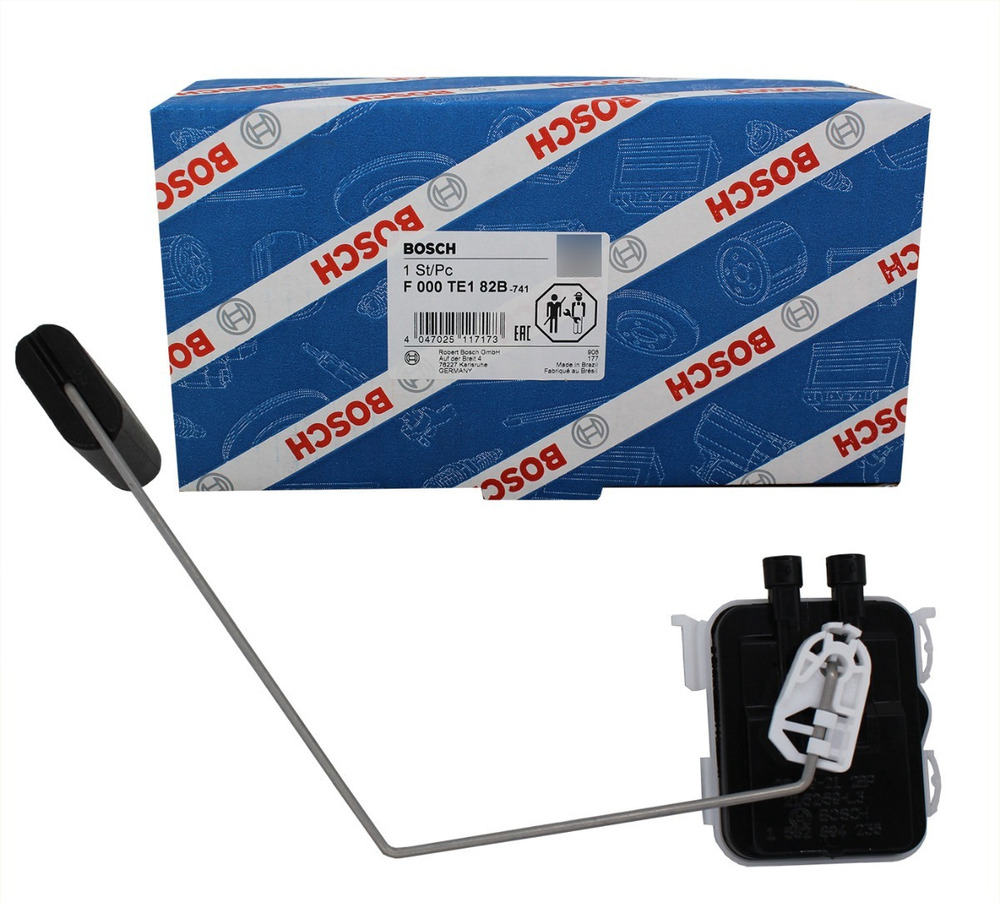 BOSCH
BOSCH
BOSCH
BOSCH
BOSCH
BOSCH
BOSCH
BOSCH
BOSCH
BOSCH
BOSCH
1 St/Pc
F 000 TE1 82B -741
4 047025 117173
EAC
Robert Bosch GmbH
Auf der Breit 4
76227 Karlsruhe
GERMANY
906
177
Made in Brazil
Fabriqué au Brésil
BOSCH